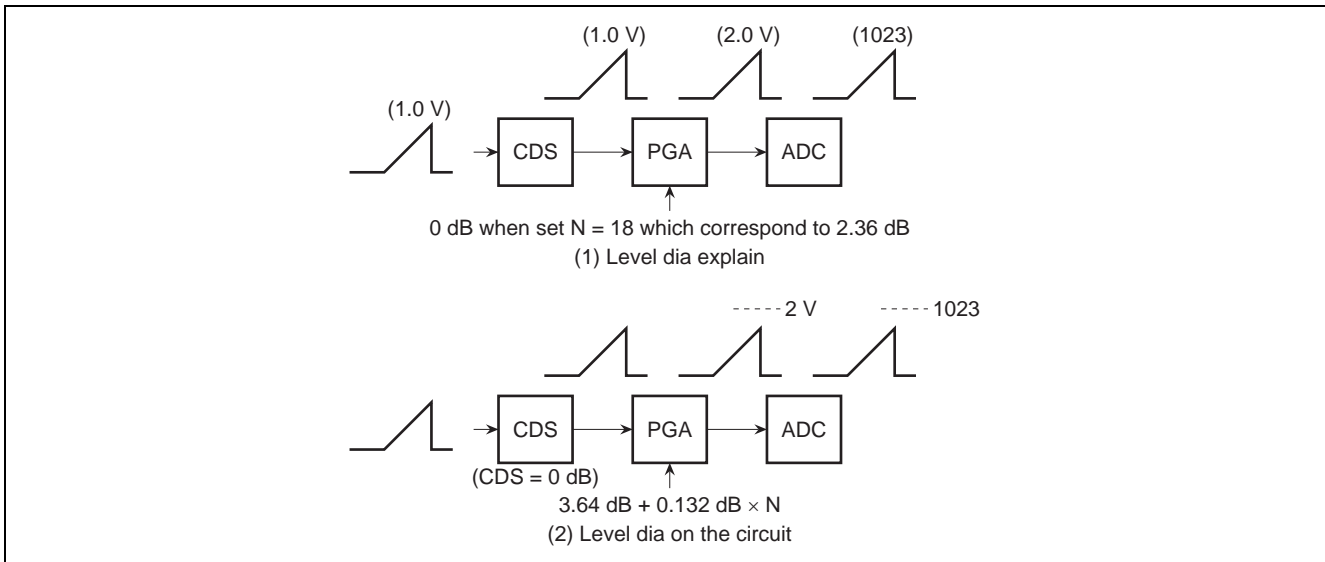 (1.0 V) (2.0 V) (1023)
(1.0 V)
CDS PGA ADC
0 dB when set N = 18 which correspond to 2.36 dB
(1) Level dia explain
2 V 1023
CDS PGA ADC
(CDS = 0 dB)
3.64 dB + 0.132 dB × N
(2) Level dia on the circuit